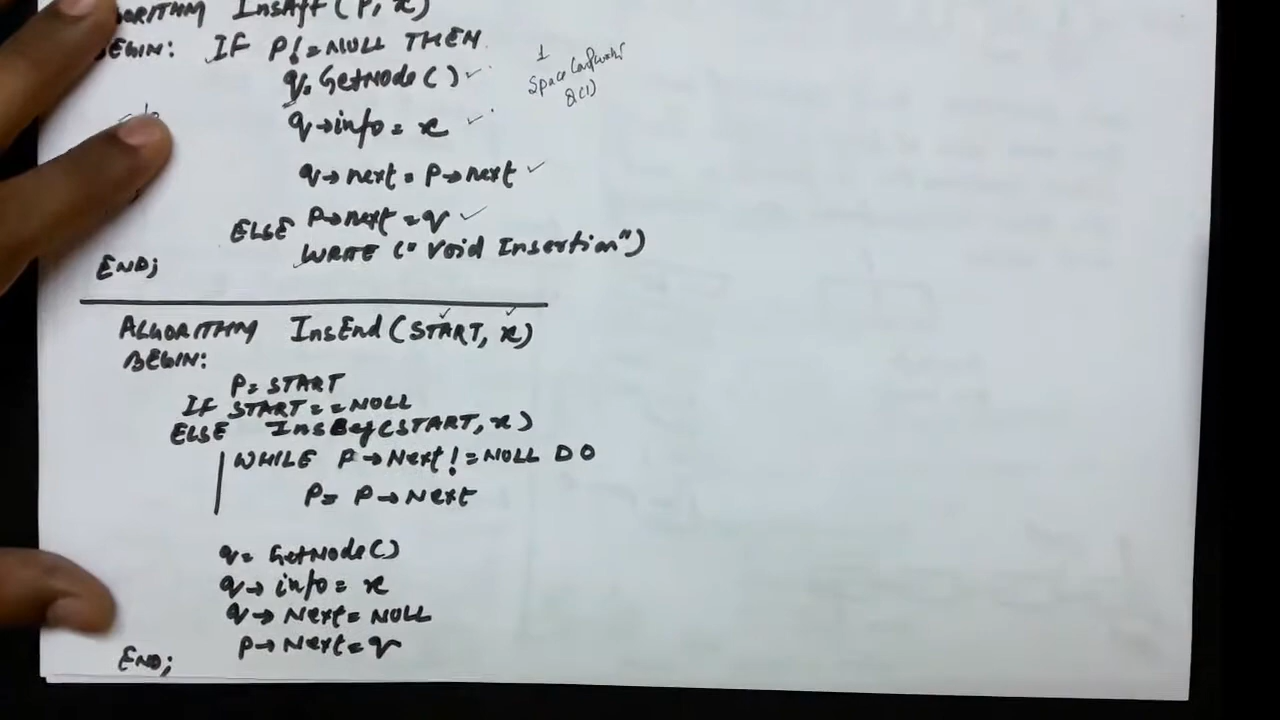 ALGORITHM InsAft (P, x)
BEGIN: IF P != NULL THEN
q = GetNode ( )
q→info = x
q→next = P→next
P→next = q
ELSE
WRITE (" Void Insertion")
END;
1
Space
θ(1)
ALGORITHM InsEnd (START, x)
BEGIN:
P = START
IF START = = NULL
InsBeg(START, x)
ELSE
WHILE P→Next != NULL DO
P = P→Next
q = GetNode()
q→ info = x
q→ Next = NULL
P→ Next = q
END;